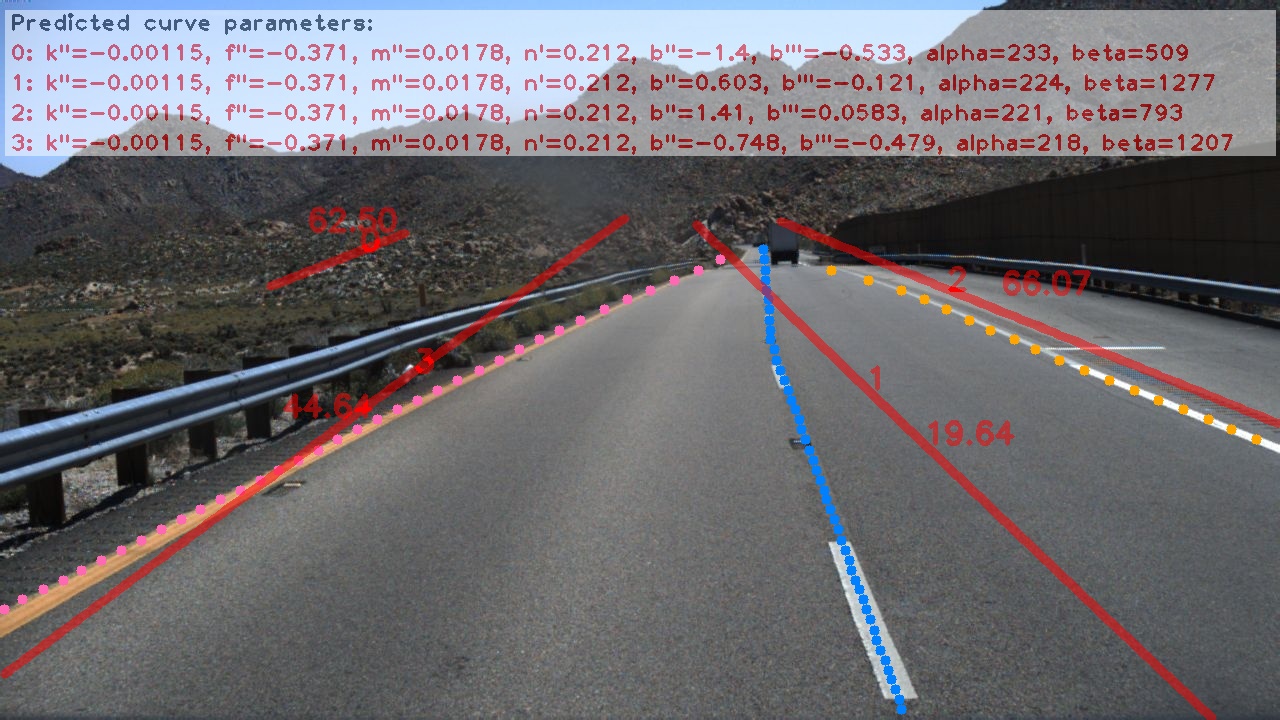 Predicted curve parameters:
0: k''=-0.00115, f''=-0.371, m''=0.0178, n'=0.212, b''=-1.4, b'''=-0.533, alpha=233, beta=509
1: k''=-0.00115, f''=-0.371, m''=0.0178, n'=0.212, b''=0.603, b'''=-0.121, alpha=224, beta=1277
2: k''=-0.00115, f''=-0.371, m''=0.0178, n'=0.212, b''=1.41, b'''=0.0583, alpha=221, beta=793
3: k''=-0.00115, f''=-0.371, m''=0.0178, n'=0.212, b''=-0.748, b'''=-0.479, alpha=218, beta=1207
62.50
0
2 66.07
3
1
44.64
19.64